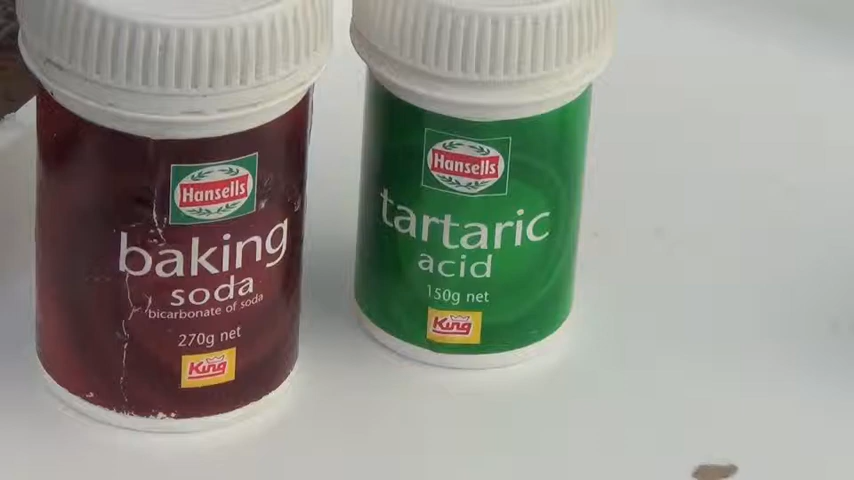 Hansells
baking
soda
bicarbonate of soda
270g net
King
Hansells
tartaric
acid
150g net
King